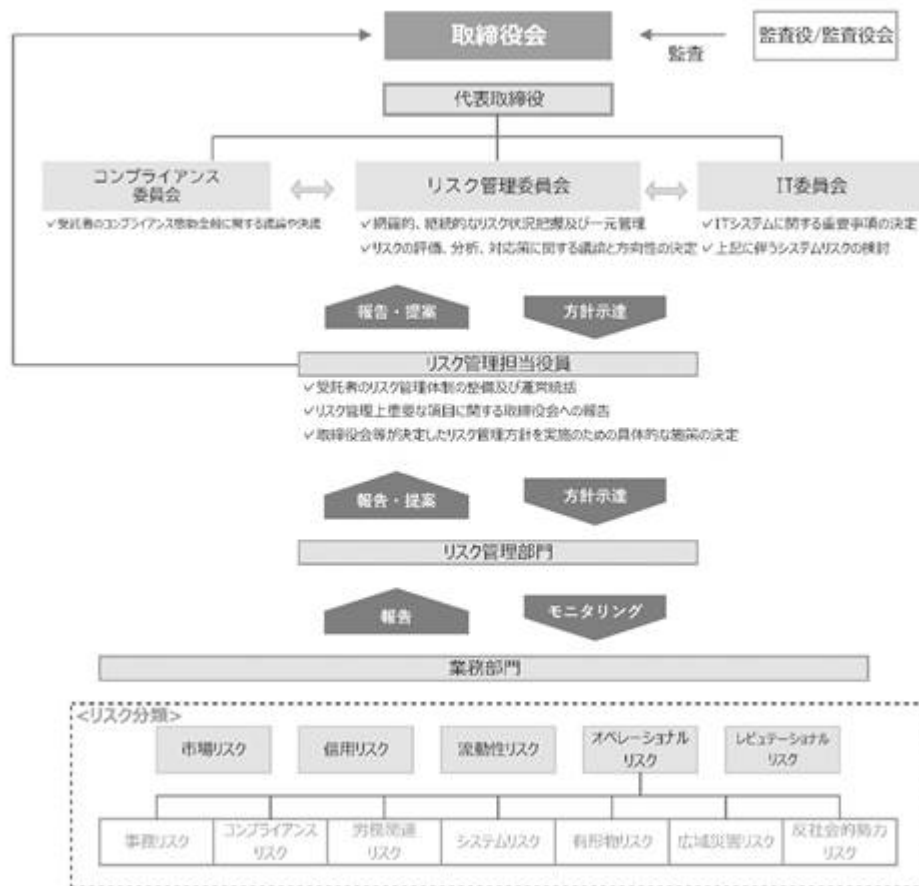 取締役会
監査役/監査役会
監査
代表取締役
コンプライアンス
委員会
リスク管理委員会
IT委員会
✓受託者のコンプライアンス態勢全般に関する議論や決議
✓網羅的、継続的なリスク状況把握及び一元管理
✓リスクの評価、分析、対応策に関する議論と方向性の決定
✓ITシステムに関する重要事項の決定
✓上記に伴うシステムリスクの検討
報告・提案
方針示達
リスク管理担当役員
✓受託者のリスク管理体制の整備及び運営統括
✓リスク管理上重要な項目に関する取締役会への報告
✓取締役会等が決定したリスク管理方針を実施のための具体的な施策の決定
報告・提案
方針示達
リスク管理部門
報告
モニタリング
業務部門
<リスク分類>
市場リスク
信用リスク
流動性リスク
オペレーショナル
リスク
レピュテーショナル
リスク
事務リスク
コンプライアンス
リスク
労務関連
リスク
システムリスク
有形物リスク
広域災害リスク
反社会的勢力
リスク